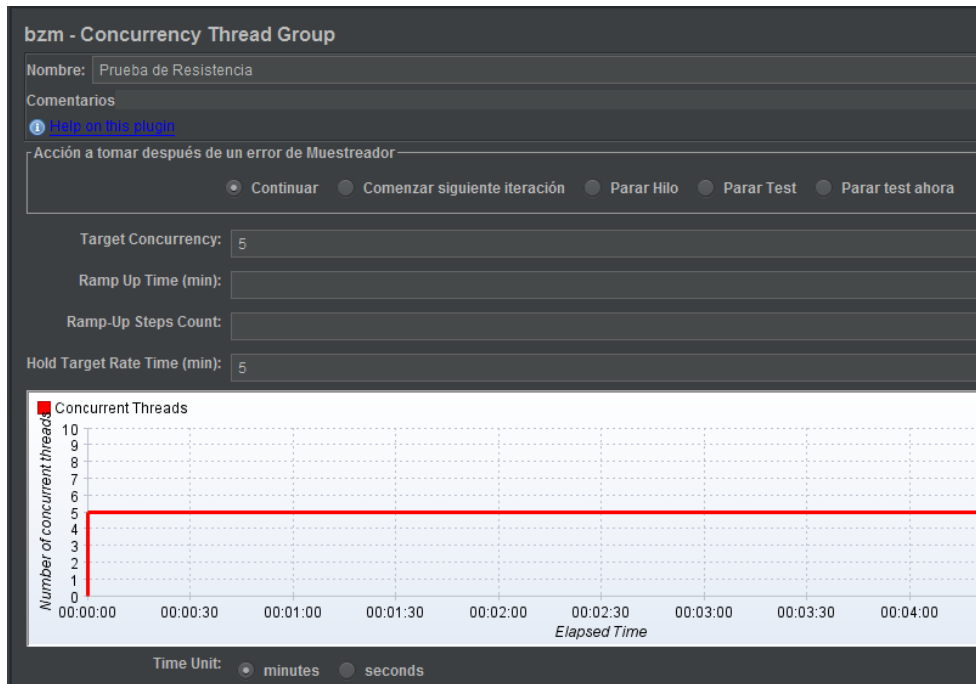 bzm - Concurrency Thread Group
Nombre: Prueba de Resistencia
Comentarios
Help on this plugin
Acción a tomar después de un error de Muestreador
Continuar Comenzar siguiente iteración Parar Hilo Parar Test Parar test ahora
Target Concurrency: 5
Ramp Up Time (min):
Ramp-Up Steps Count:
Hold Target Rate Time (min): 5
Concurrent Threads
Number of concurrent threads
10
9
8
7
6
5
4
3
2
1
0
00:00:00 00:00:30 00:01:00 00:01:30 00:02:00 00:02:30 00:03:00 00:03:30 00:04:00
Elapsed Time
Time Unit: minutes seconds